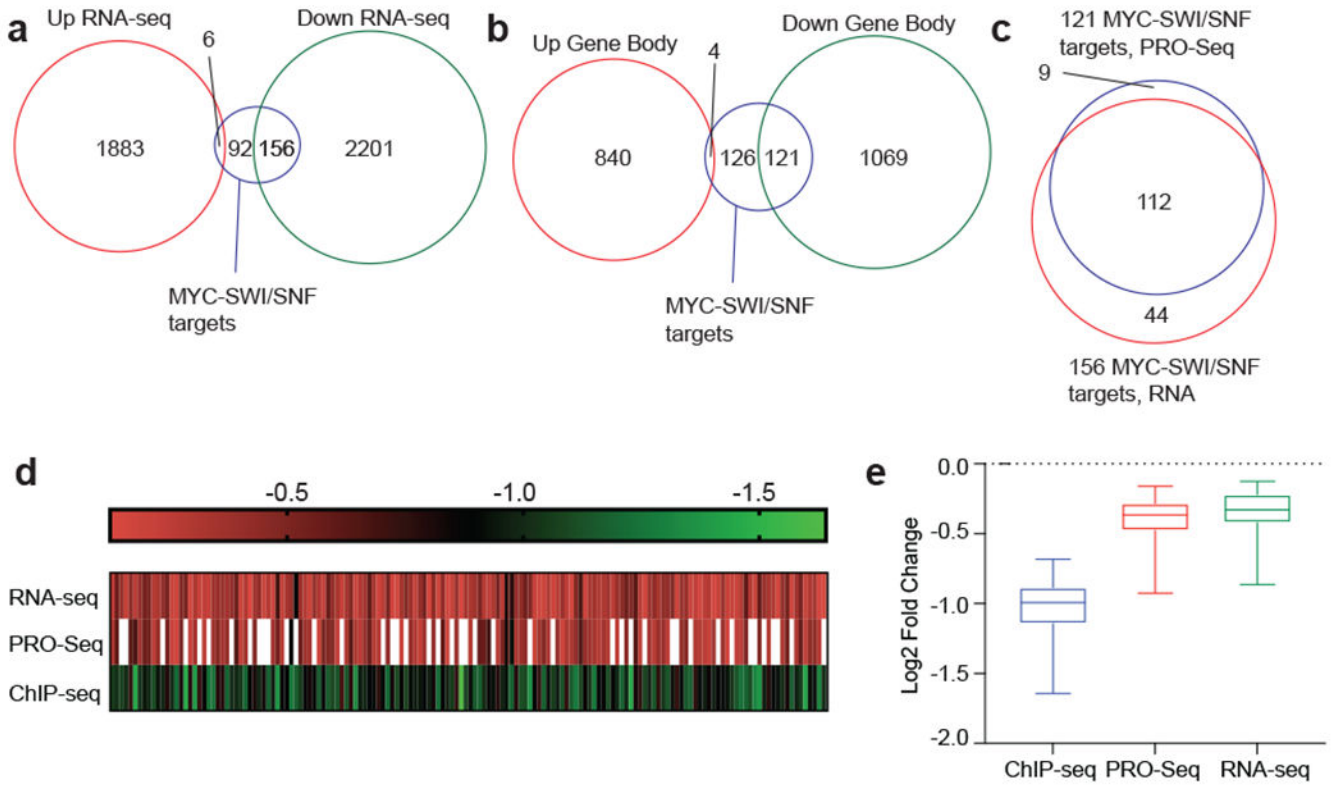 a
Up RNA-seq
Down RNA-seq
6
1883
92
156
2201
MYC-SWI/SNF
targets
b
Up Gene Body
Down Gene Body
4
840
126
121
1069
MYC-SWI/SNF
targets
c
121 MYC-SWI/SNF
targets, PRO-Seq
9
112
44
156 MYC-SWI/SNF
targets, RNA
d
-0.5
-1.0
-1.5
RNA-seq
PRO-Seq
ChIP-seq
e
Log2 Fold Change
0.0
-0.5
-1.0
-1.5
-2.0
ChIP-seq
PRO-Seq
RNA-seq